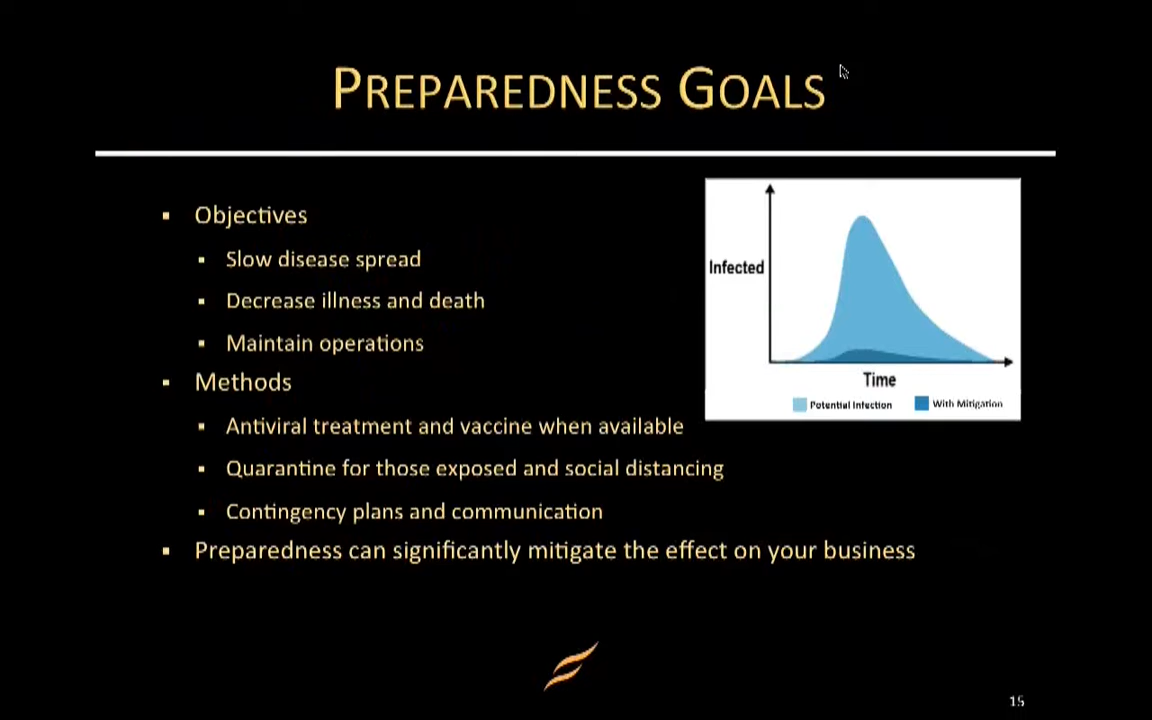 PREPAREDNESS GOALS
Objectives
Slow disease spread
Decrease illness and death
Maintain operations
Methods
Antiviral treatment and vaccine when available
Quarantine for those exposed and social distancing
Contingency plans and communication
Preparedness can significantly mitigate the effect on your business
Infected
Time
Potential Infection
With Mitigation
15